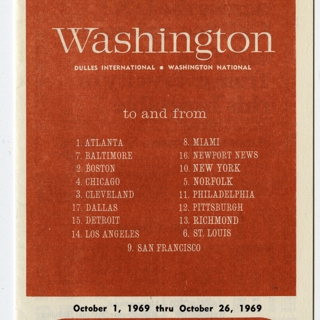 Washington
DULLES INTERNATIONAL ● WASHINGTON NATIONAL
to and from
1. ATLANTA
7. BALTIMORE
2. BOSTON
4. CHICAGO
3. CLEVELAND
17. DALLAS
15. DETROIT
14. LOS ANGELES
8. MIAMI
16. NEWPORT NEWS
10. NEW YORK
5. NORFOLK
11. PHILADELPHIA
12. PITTSBURGH
13. RICHMOND
6. ST. LOUIS
9. SAN FRANCISCO
October 1, 1969 thru October 26, 1969